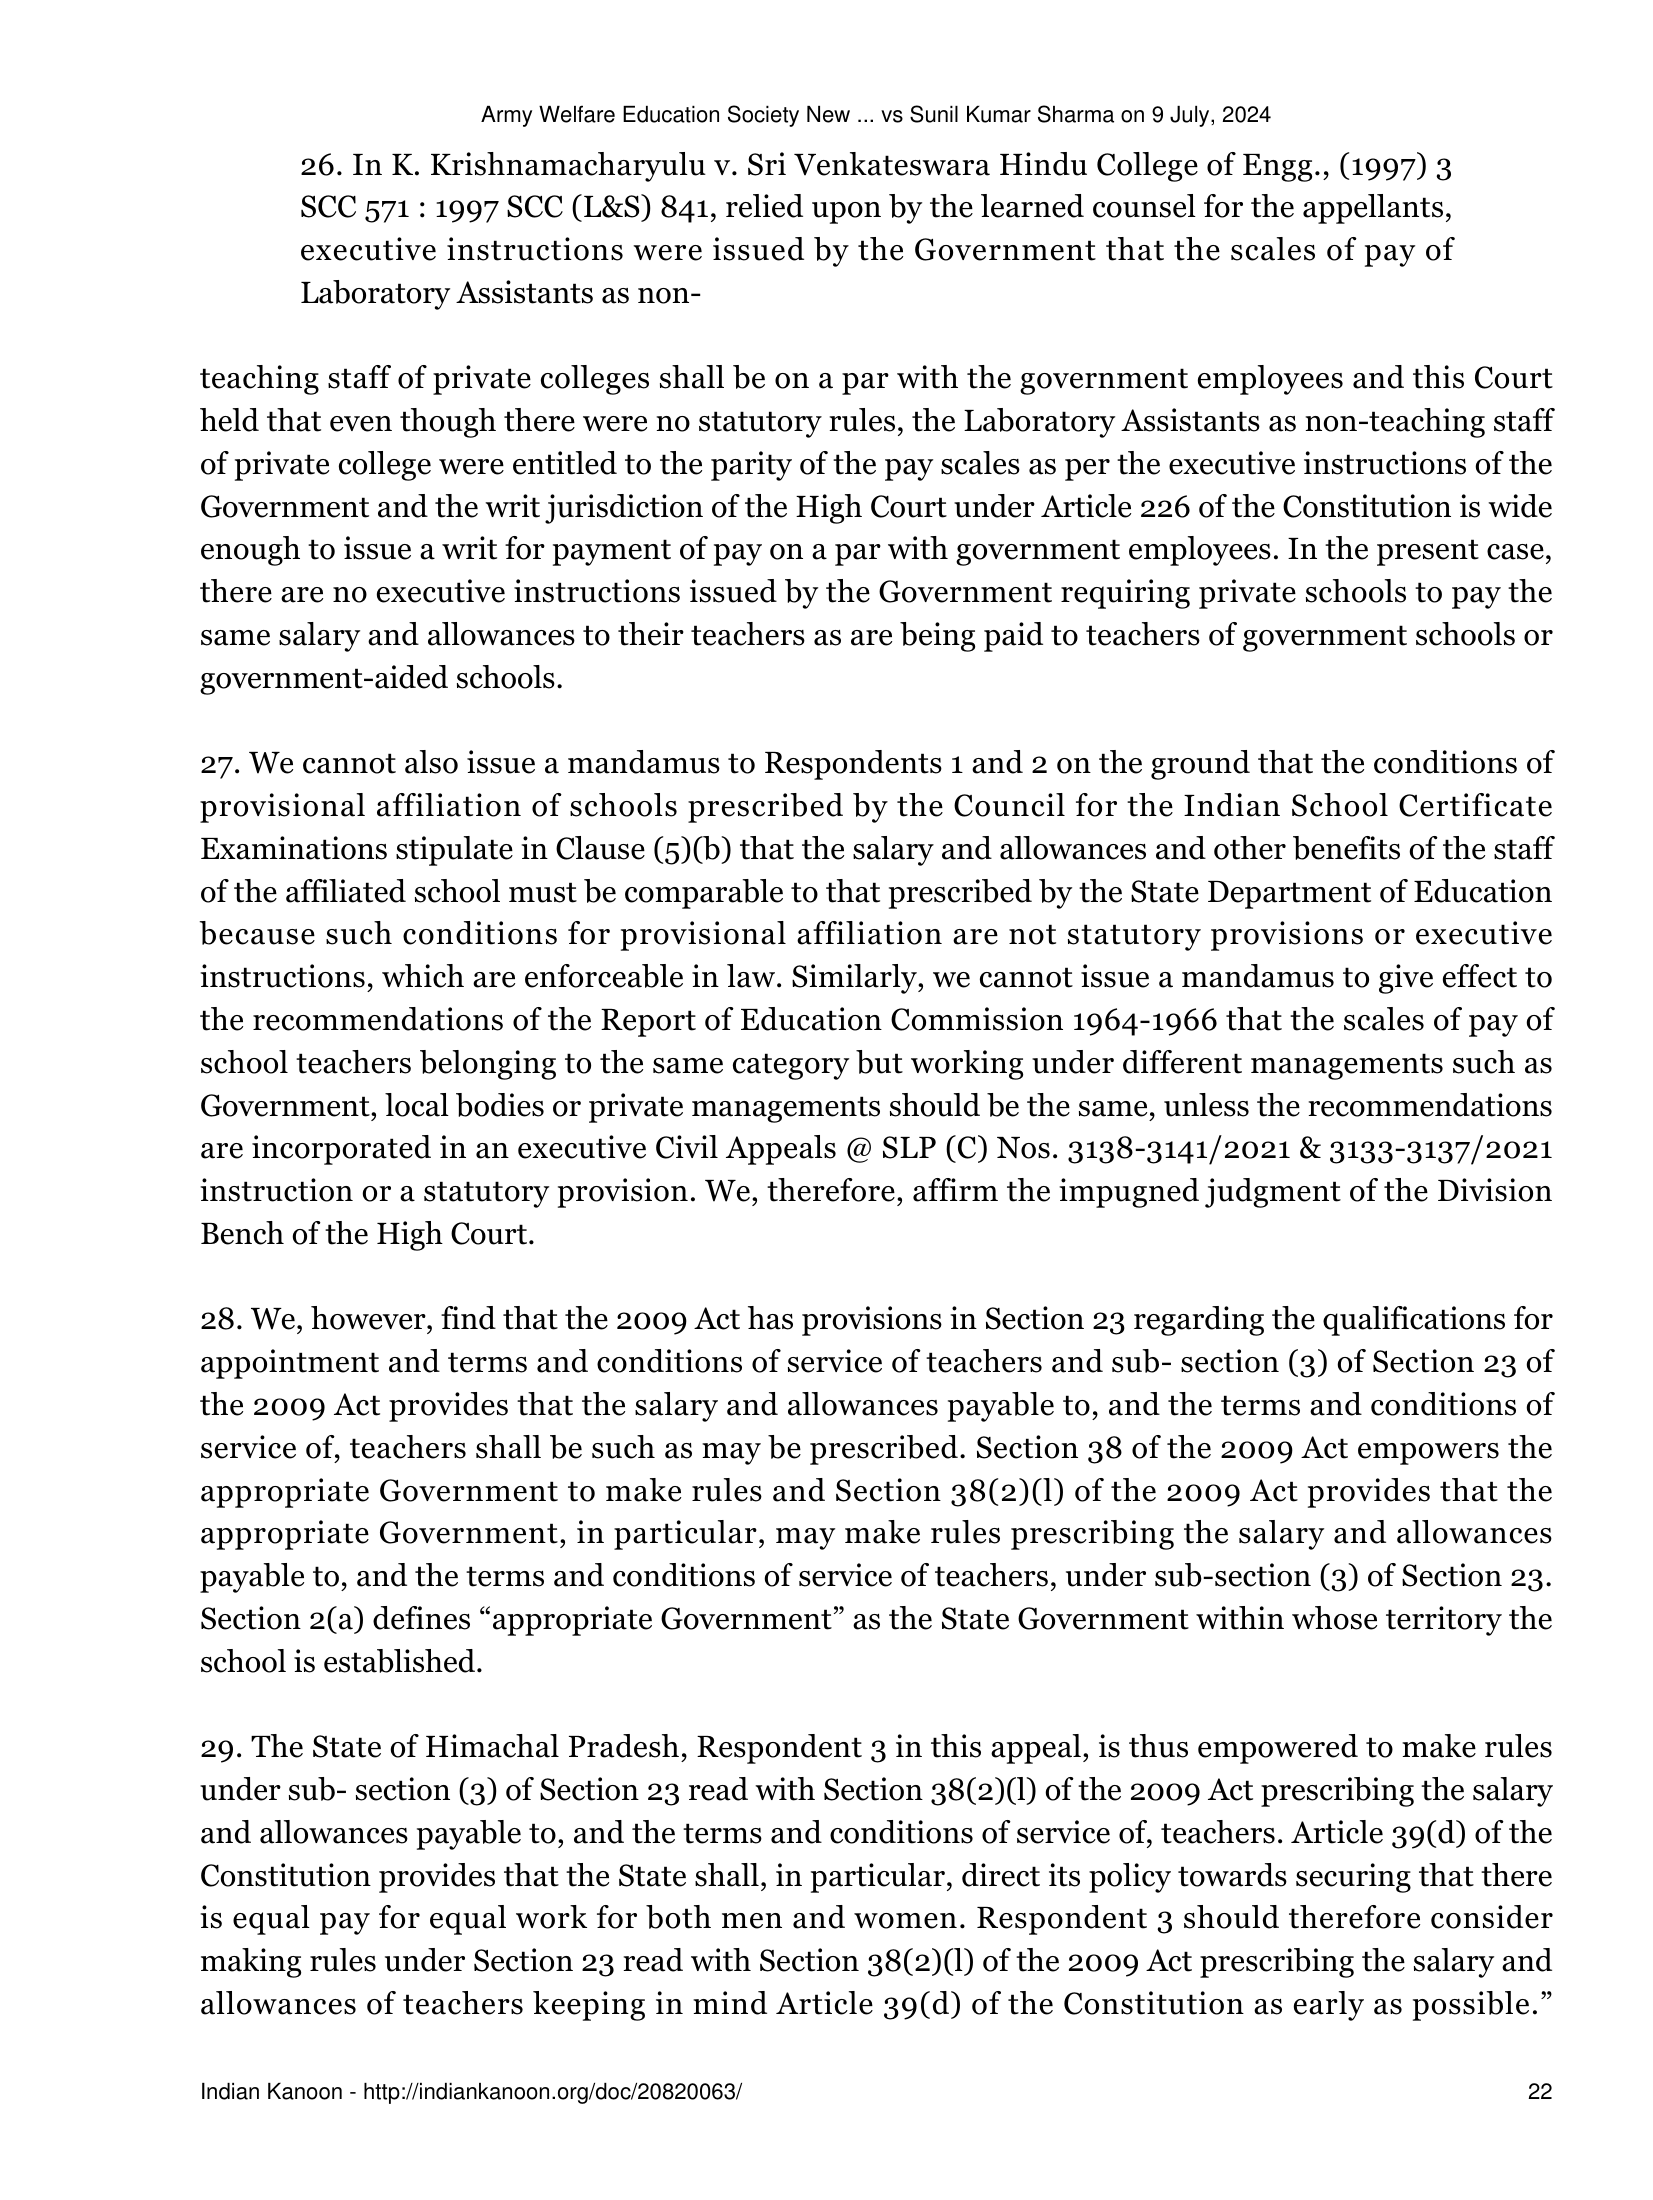 Army Welfare Education Society New ... vs Sunil Kumar Sharma on 9 July, 2024
26. In K. Krishnamacharyulu v. Sri Venkateswara Hindu College of Engg., (1997) 3
SCC 571 : 1997 SCC (L&S) 841, relied upon by the learned counsel for the appellants,
executive instructions were issued by the Government that the scales of pay of
Laboratory Assistants as non-
teaching staff of private colleges shall be on a par with the government employees and this Court
held that even though there were no statutory rules, the Laboratory Assistants as non-teaching staff
of private college were entitled to the parity of the pay scales as per the executive instructions of the
Government and the writ jurisdiction of the High Court under Article 226 of the Constitution is wide
enough to issue a writ for payment of pay on a par with government employees. In the present case,
there are no executive instructions issued by the Government requiring private schools to pay the
same salary and allowances to their teachers as are being paid to teachers of government schools or
government-aided schools.
27. We cannot also issue a mandamus to Respondents 1 and 2 on the ground that the conditions of
provisional affiliation of schools prescribed by the Council for the Indian School Certificate
Examinations stipulate in Clause (5)(b) that the salary and allowances and other benefits of the staff
of the affiliated school must be comparable to that prescribed by the State Department of Education
because such conditions for provisional affiliation are not statutory provisions or executive
instructions, which are enforceable in law. Similarly, we cannot issue a mandamus to give effect to
the recommendations of the Report of Education Commission 1964-1966 that the scales of pay of
school teachers belonging to the same category but working under different managements such as
Government, local bodies or private managements should be the same, unless the recommendations
are incorporated in an executive Civil Appeals @ SLP (C) Nos. 3138-3141/2021 & 3133-3137/2021
instruction or a statutory provision. We, therefore, affirm the impugned judgment of the Division
Bench of the High Court.
28. We, however, find that the 2009 Act has provisions in Section 23 regarding the qualifications for
appointment and terms and conditions of service of teachers and sub- section (3) of Section 23 of
the 2009 Act provides that the salary and allowances payable to, and the terms and conditions of
service of, teachers shall be such as may be prescribed. Section 38 of the 2009 Act empowers the
appropriate Government to make rules and Section 38(2)(l) of the 2009 Act provides that the
appropriate Government, in particular, may make rules prescribing the salary and allowances
payable to, and the terms and conditions of service of teachers, under sub-section (3) of Section 23.
Section 2(a) defines “appropriate Government” as the State Government within whose territory the
school is established.
29. The State of Himachal Pradesh, Respondent 3 in this appeal, is thus empowered to make rules
under sub- section (3) of Section 23 read with Section 38(2)(l) of the 2009 Act prescribing the salary
and allowances payable to, and the terms and conditions of service of, teachers. Article 39(d) of the
Constitution provides that the State shall, in particular, direct its policy towards securing that there
is equal pay for equal work for both men and women. Respondent 3 should therefore consider
making rules under Section 23 read with Section 38(2)(l) of the 2009 Act prescribing the salary and
allowances of teachers keeping in mind Article 39(d) of the Constitution as early as possible.”
Indian Kanoon - http://indiankanoon.org/doc/20820063/ 22